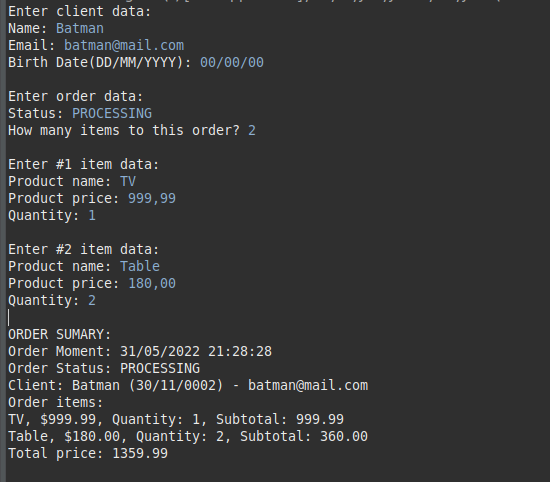 Enter client data:
Name: Batman
Email: batman@mail.com
Birth Date(DD/MM/YYYY): 00/00/00
Enter order data:
Status: PROCESSING
How many items to this order? 2
Enter #1 item data:
Product name: TV
Product price: 999,99
Quantity: 1
Enter #2 item data:
Product name: Table
Product price: 180,00
Quantity: 2
ORDER SUMARY:
Order Moment: 31/05/2022 21:28:28
Order Status: PROCESSING
Client: Batman (30/11/0002) - batman@mail.com
Order items:
TV, $999.99, Quantity: 1, Subtotal: 999.99
Table, $180.00, Quantity: 2, Subtotal: 360.00
Total price: 1359.99